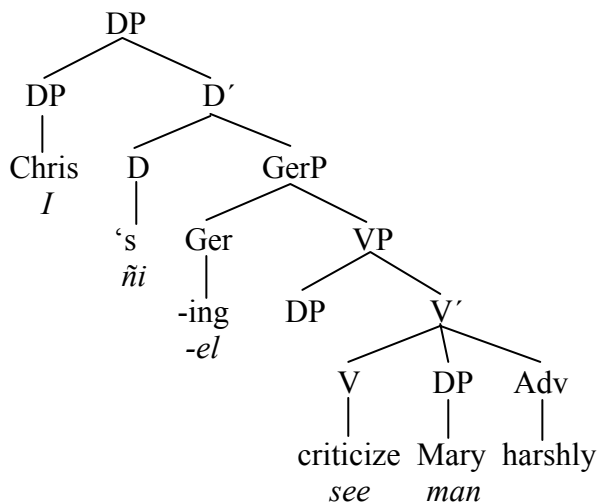 DP
DP D´
Chris D GerP
I
‘s Ger VP
ñi
-ing DP V´
-el
V DP Adv
criticize Mary harshly
see man